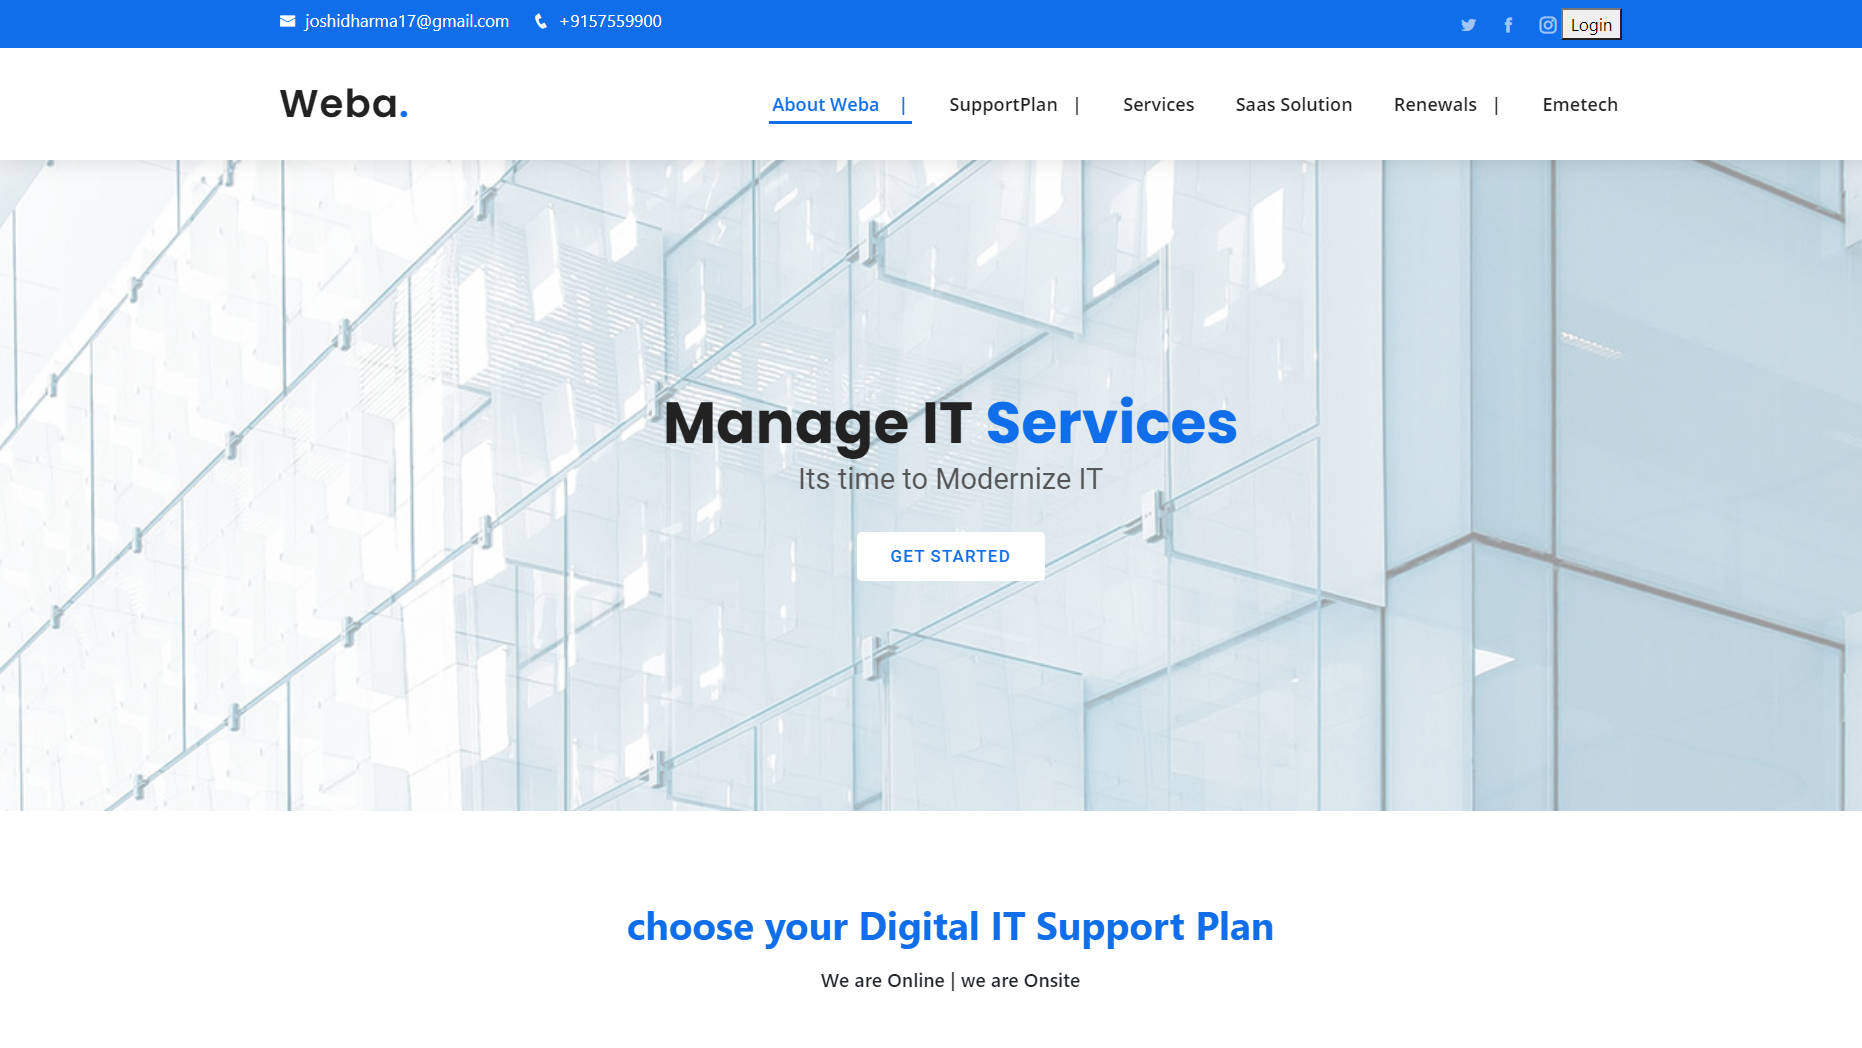 joshidharma17@gmail.com +9157559900 Login
Weba. About Weba | SupportPlan | Services Saas Solution Renewals | Emetech
Manage IT Services
Its time to Modernize IT
GET STARTED
choose your Digital IT Support Plan
We are Online | we are Onsite